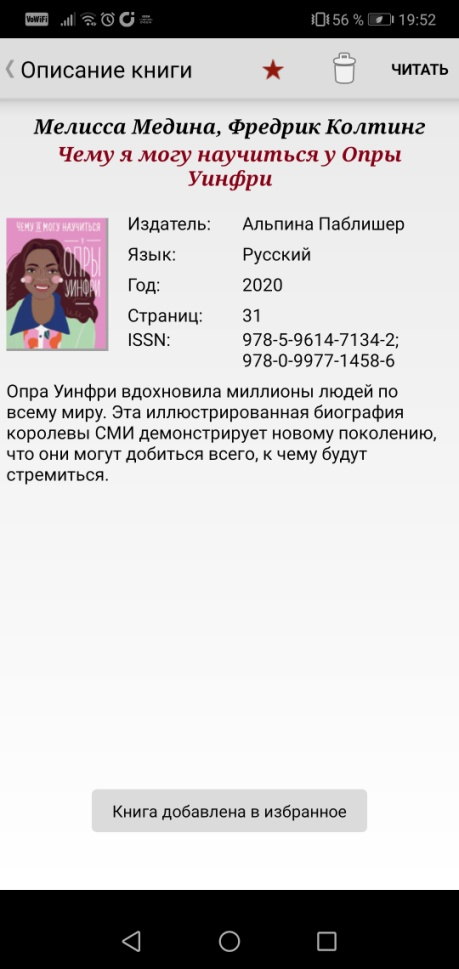 VoWiFi 56 % 19:52
Описание книги ЧИТАТЬ
Мелисса Медина, Фредрик Колтинг
Чему я могу научиться у Опры
Уинфри
ЧЕМУ Я МОГУ НАУЧИТЬСЯ
У
ОПРЫ
УИНФРИ
Издатель: Альпина Паблишер
Язык: Русский
Год: 2020
Страниц: 31
ISSN: 978-5-9614-7134-2;
978-0-9977-1458-6
Опра Уинфри вдохновила миллионы людей по
всему миру. Эта иллюстрированная биография
королевы СМИ демонстрирует новому поколению,
что они могут добиться всего, к чему будут
стремиться.
Книга добавлена в избранное